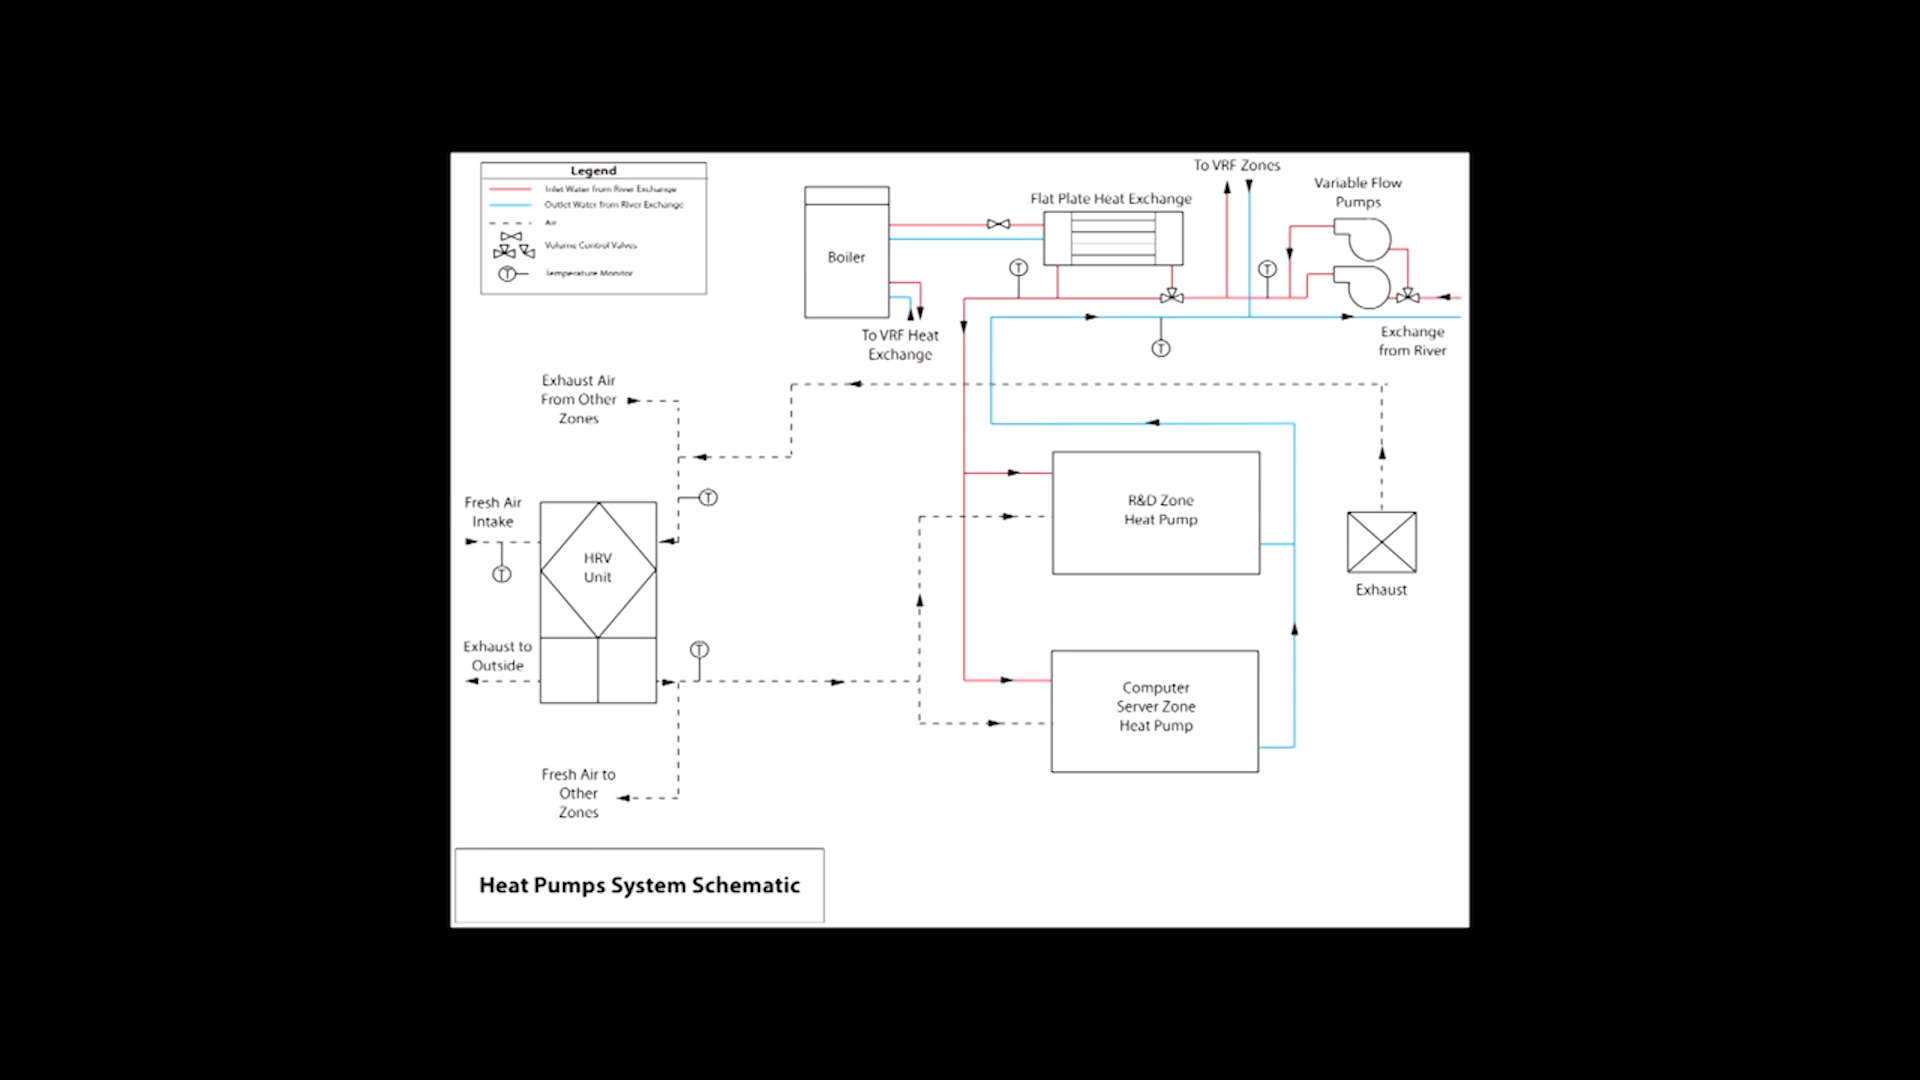 Legend
Inlet Water from River Exchange
Outlet Water from River Exchange
Air
Volume Control Valves
T
Temperature Monitor
To VRF Zones
Variable Flow
Pumps
Flat Plate Heat Exchange
Boiler
T
T
To VRF Heat
Exchange
T
Exchange
from River
Exhaust Air
From Other
Zones
T
Fresh Air
Intake
HRV
Unit
T
R&D Zone
Heat Pump
Exhaust
Exhaust to
Outside
T
Computer
Server Zone
Heat Pump
Fresh Air to
Other
Zones
Heat Pumps System Schematic